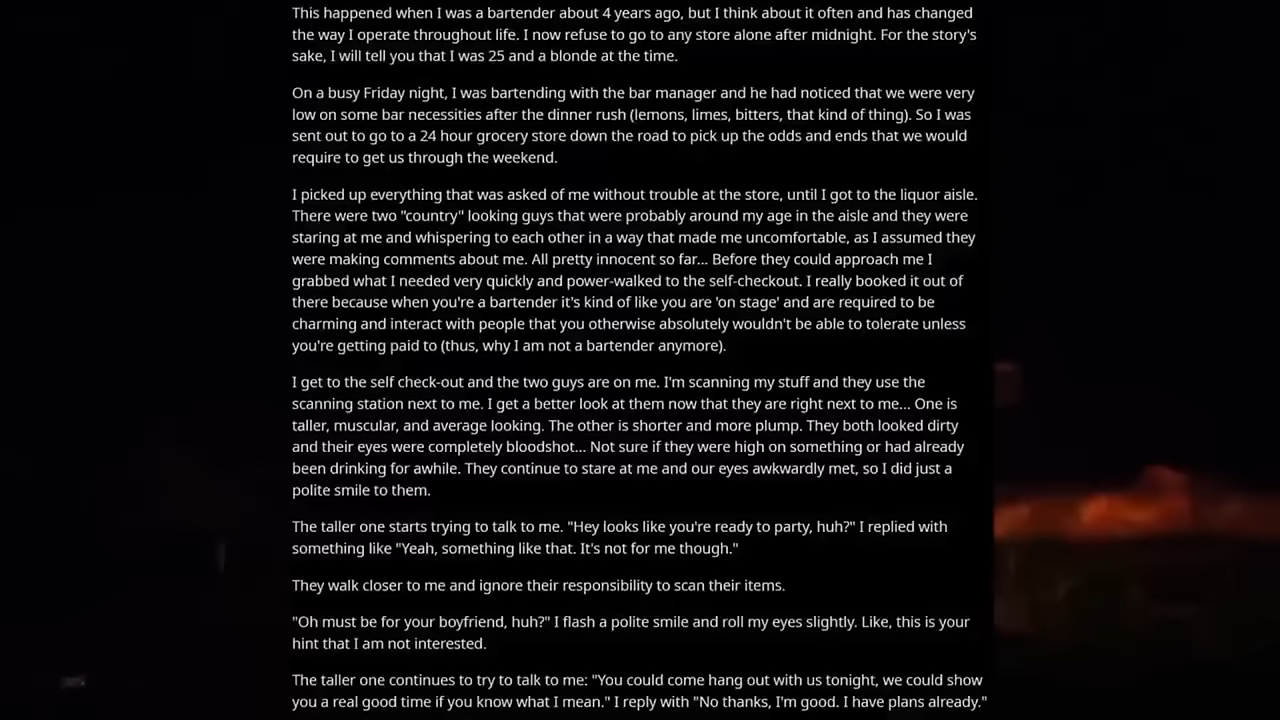 This happened when I was a bartender about 4 years ago, but I think about it often and has changed
the way I operate throughout life. I now refuse to go to any store alone after midnight. For the story's
sake, I will tell you that I was 25 and a blonde at the time.
On a busy Friday night, I was bartending with the bar manager and he had noticed that we were very
low on some bar necessities after the dinner rush (lemons, limes, bitters, that kind of thing). So I was
sent out to go to a 24 hour grocery store down the road to pick up the odds and ends that we would
require to get us through the weekend.
I picked up everything that was asked of me without trouble at the store, until I got to the liquor aisle.
There were two "country" looking guys that were probably around my age in the aisle and they were
staring at me and whispering to each other in a way that made me uncomfortable, as I assumed they
were making comments about me. All pretty innocent so far... Before they could approach me I
grabbed what I needed very quickly and power-walked to the self-checkout. I really booked it out of
there because when you're a bartender it's kind of like you are 'on stage' and are required to be
charming and interact with people that you otherwise absolutely wouldn't be able to tolerate unless
you're getting paid to (thus, why I am not a bartender anymore).
I get to the self check-out and the two guys are on me. I'm scanning my stuff and they use the
scanning station next to me. I get a better look at them now that they are right next to me... One is
taller, muscular, and average looking. The other is shorter and more plump. They both looked dirty
and their eyes were completely bloodshot... Not sure if they were high on something or had already
been drinking for awhile. They continue to stare at me and our eyes awkwardly met, so I did just a
polite smile to them.
The taller one starts trying to talk to me. "Hey looks like you're ready to party, huh?" I replied with
something like "Yeah, something like that. It's not for me though."
They walk closer to me and ignore their responsibility to scan their items.
"Oh must be for your boyfriend, huh?" I flash a polite smile and roll my eyes slightly. Like, this is your
hint that I am not interested.
The taller one continues to try to talk to me: "You could come hang out with us tonight, we could show
you a real good time if you know what I mean." I reply with "No thanks, I'm good. I have plans already."